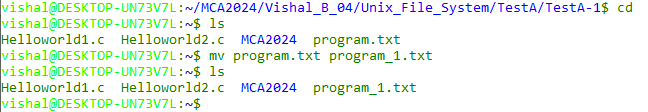 vishal@DESKTOP-UN73V7L:~/MCA2024/Vishal_B_04/Unix_File_System/TestA/TestA-1$ cd
vishal@DESKTOP-UN73V7L:~$ ls
Helloworld1.c  Helloworld2.c  MCA2024  program.txt
vishal@DESKTOP-UN73V7L:~$ mv program.txt program_1.txt
vishal@DESKTOP-UN73V7L:~$ ls
Helloworld1.c  Helloworld2.c  MCA2024  program_1.txt
vishal@DESKTOP-UN73V7L:~$